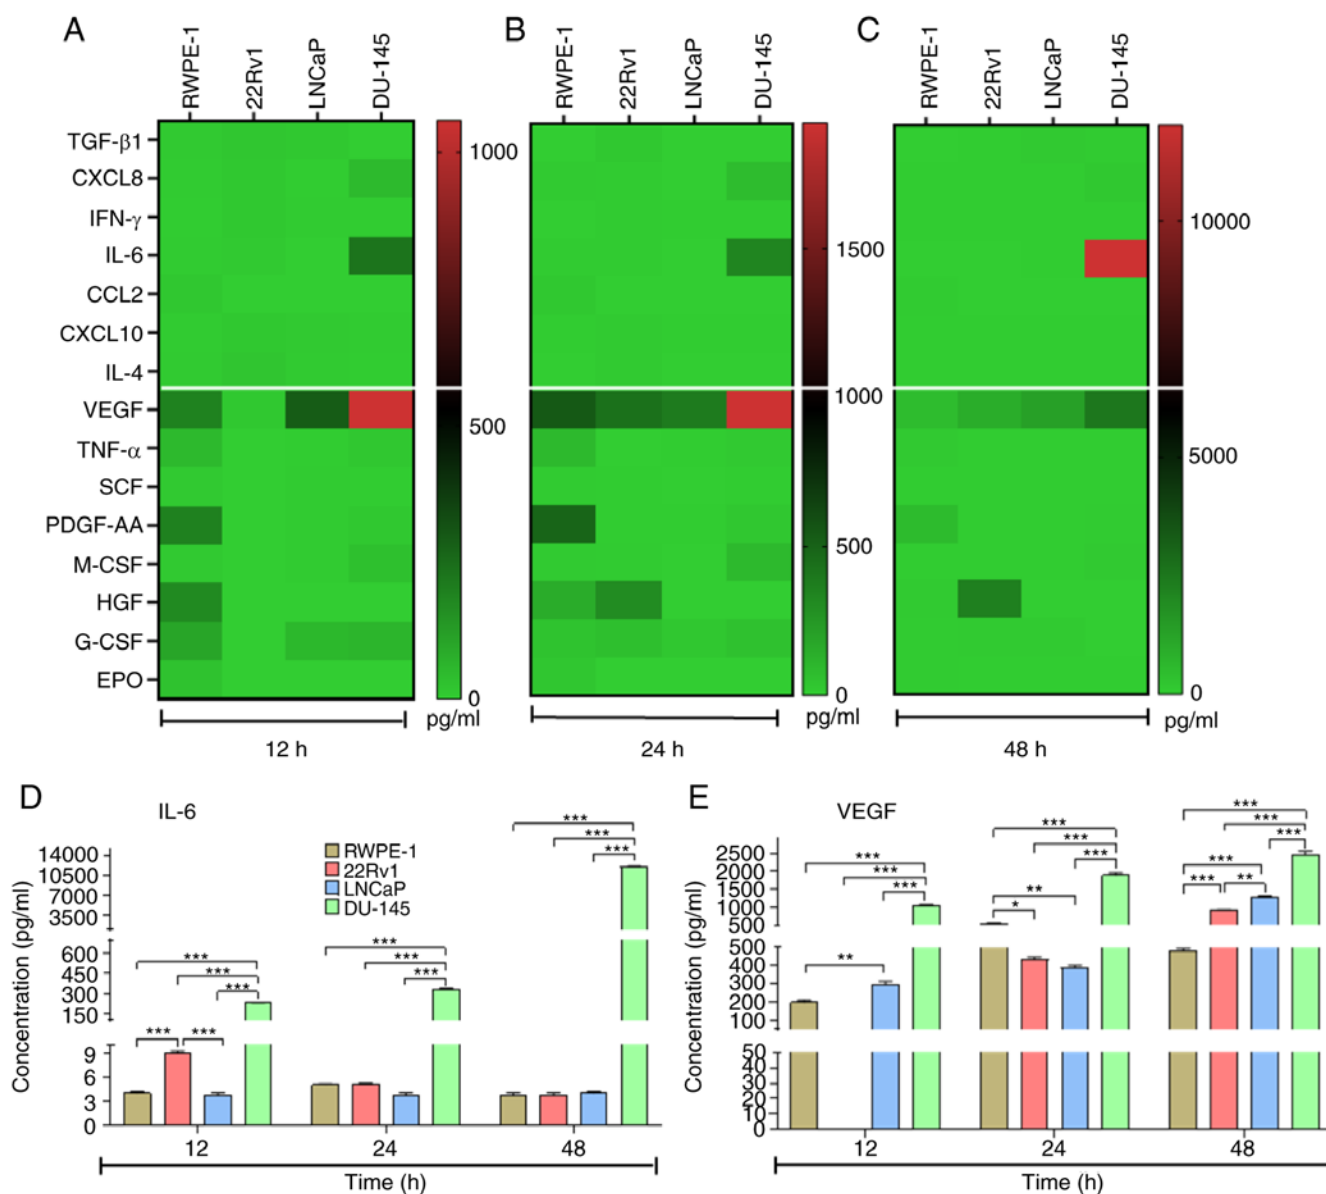 A
B
C
RWPE-1
22Rv1
LNCaP
DU-145
RWPE-1
22Rv1
LNCaP
DU-145
RWPE-1
22Rv1
LNCaP
DU-145
TGF-β1
CXCL8
IFN-γ
IL-6
CCL2
CXCL10
IL-4
VEGF
TNF-α
SCF
PDGF-AA
M-CSF
HGF
G-CSF
EPO
1000
500
0
pg/ml
1500
1000
500
0
pg/ml
10000
5000
0
pg/ml
12 h
24 h
48 h
D
IL-6
RWPE-1
22Rv1
LNCaP
DU-145
Concentration (pg/ml)
14000
10500
7000
3500
600
450
300
150
9
6
3
0
*** 
***
***
***
***
***
***
***
***
***
***
12
24
48
Time (h)
E
VEGF
Concentration (pg/ml)
2500
2000
1500
1000
500
500
400
300
200
100
50
40
30
20
10
0
***
***
***
**
***
***
***
**
*
***
***
***
***
***
**
12
24
48
Time (h)